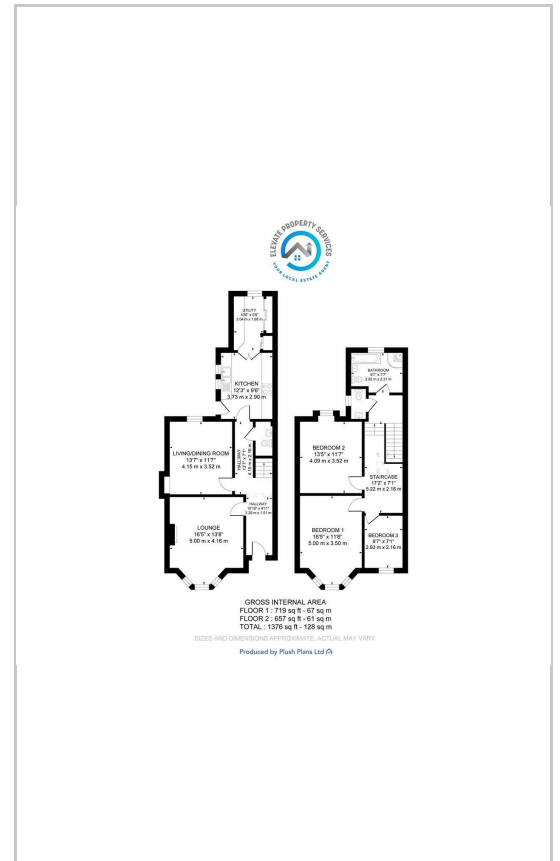 ELEVATE PROPERTY SERVICES
YOUR LOCAL ESTATE AGENT
UTILITY
KITCHEN
12'3" x 9'6"
3.73 m x 2.90 m
BATHROOM
LIVING/DINING ROOM
13'7" x 11'7"
4.15 m x 3.52 m
HALLWAY
HALLWAY
LOUNGE
16'5" x 13'8"
5.00 m x 4.16 m
BEDROOM 2
13'5" x 11'7"
4.09 m x 3.52 m
STAIRCASE
17'2" x 7'1"
5.22 m x 2.16 m
BEDROOM 1
16'5" x 11'6"
5.00 m x 3.50 m
BEDROOM 3
9'7" x 7'1"
2.93 m x 2.16 m
GROSS INTERNAL AREA
FLOOR 1 : 719 sq ft - 67 sq m
FLOOR 2 : 657 sq ft - 61 sq m
TOTAL : 1376 sq ft - 128 sq m
SIZES AND DIMENSIONS APPROXIMATE, ACTUAL MAY VARY.
Produced by Plush Plans Ltd